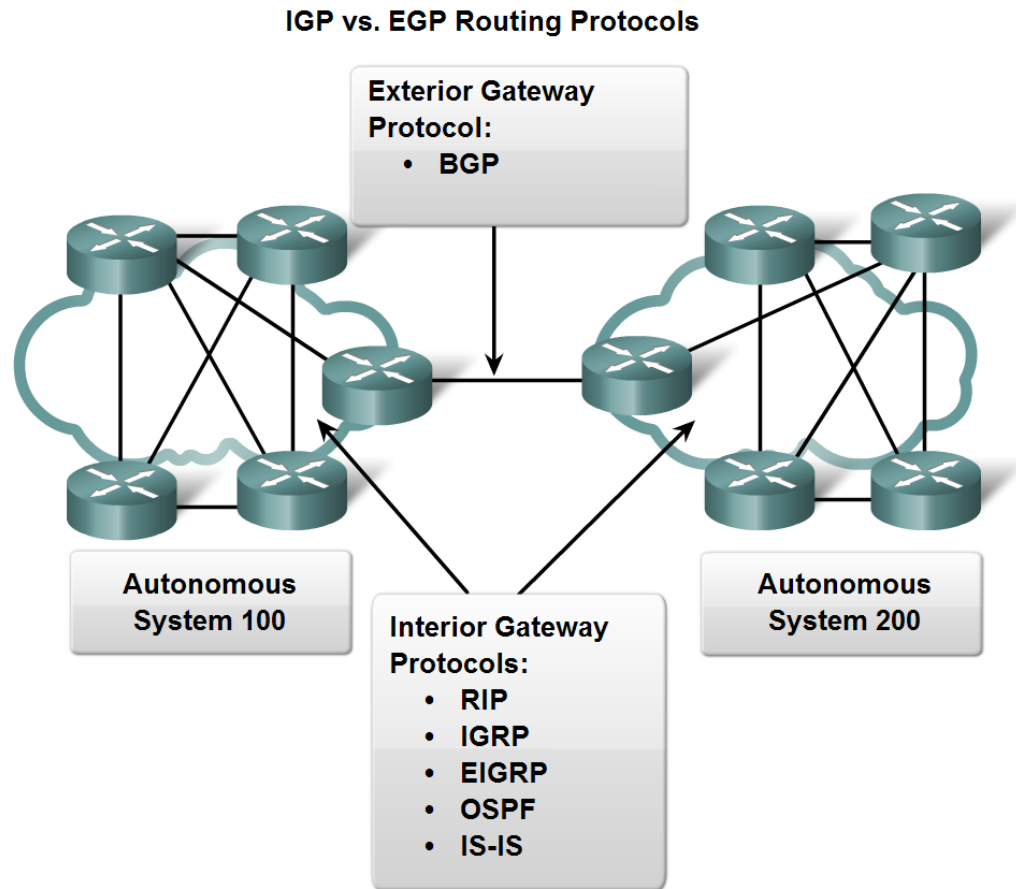 IGP vs. EGP Routing Protocols
Exterior Gateway
Protocol:
• BGP
Autonomous
System 100
Autonomous
System 200
Interior Gateway
Protocols:
• RIP
• IGRP
• EIGRP
• OSPF
• IS-IS